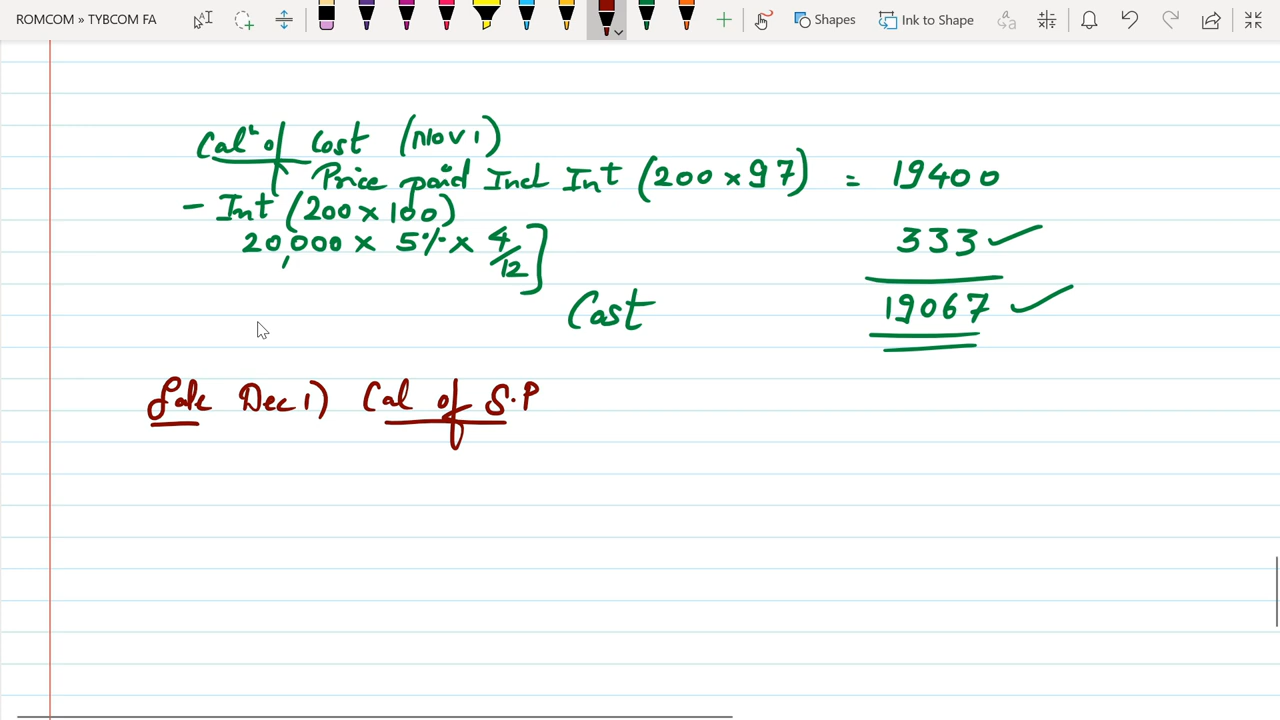 ROMCOM » TYBCOM FA
Shapes
Ink to Shape
Calⁿ of Cost (Nov 1)
Price paid Incl Int (200 x 97) = 19400
- Int (200 x 100)
20,000 x 5% x 4/12 333
Cost 19067
Sale Dec 1) Cal of S.P